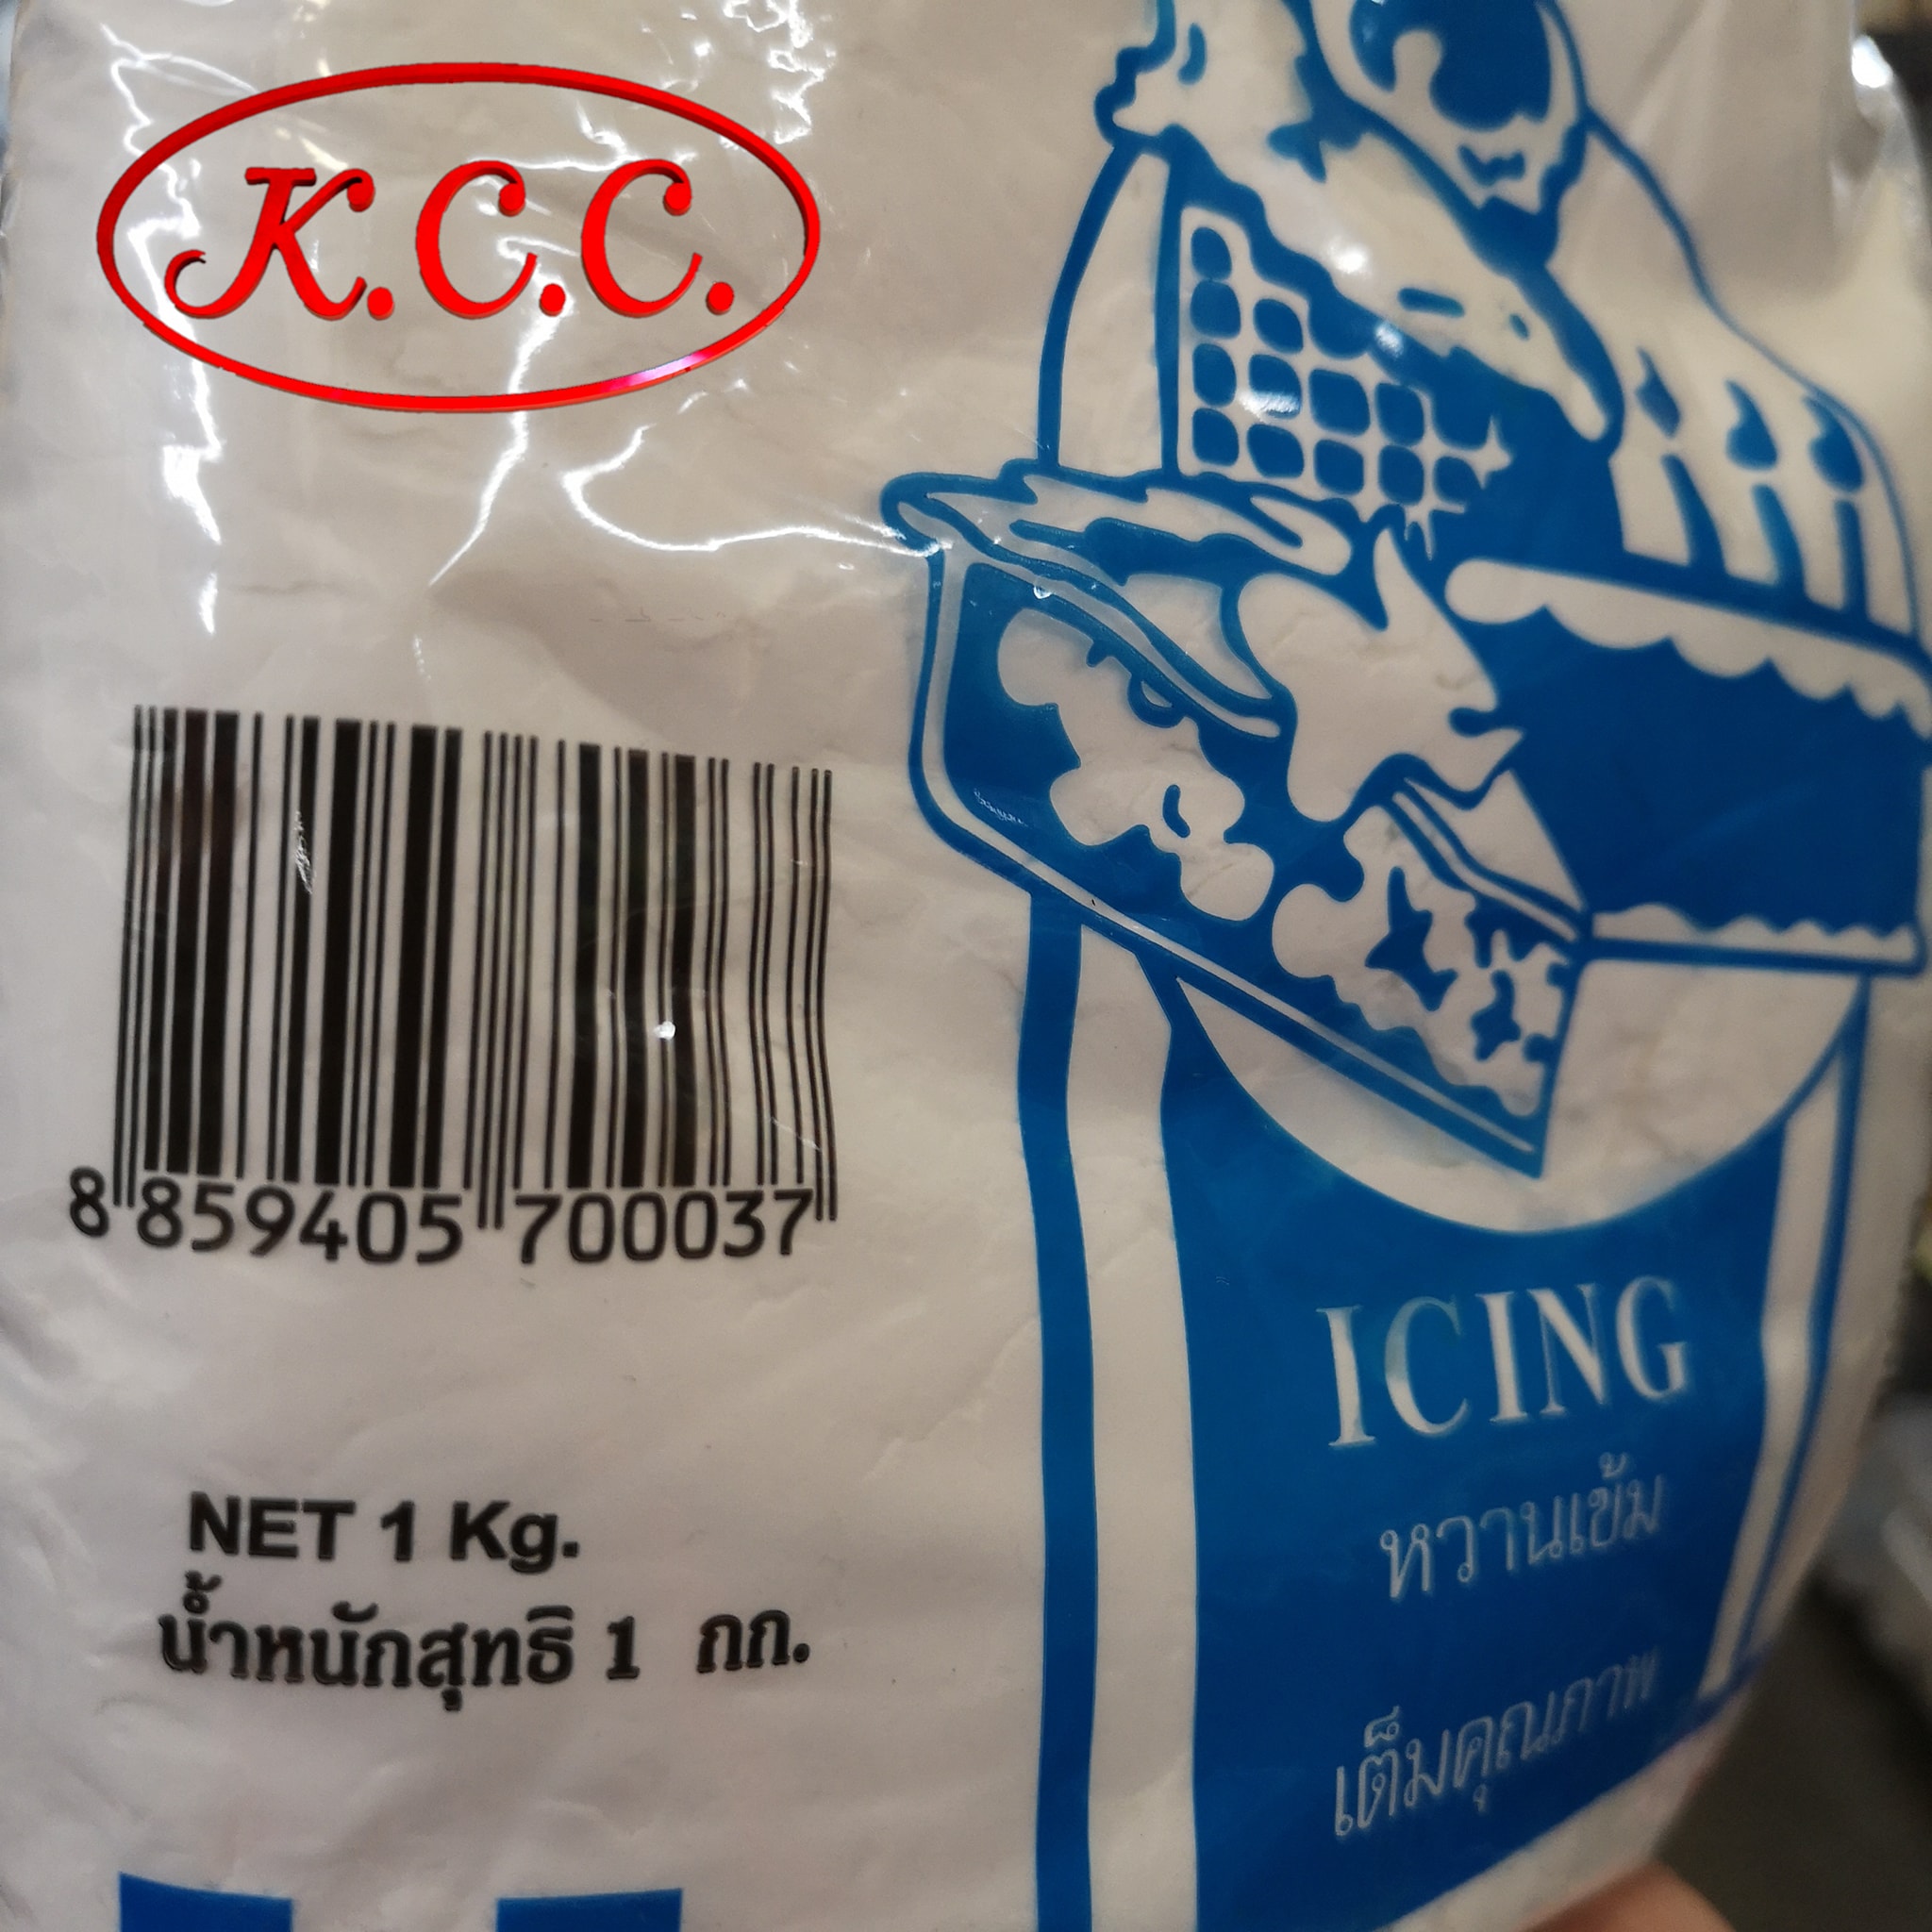 K.C.C.
8 859405 700037
NET 1 Kg.
น้ำหนักสุทธิ 1 กก.
ICING
หวานเข้ม
เต็มคุณภาพ